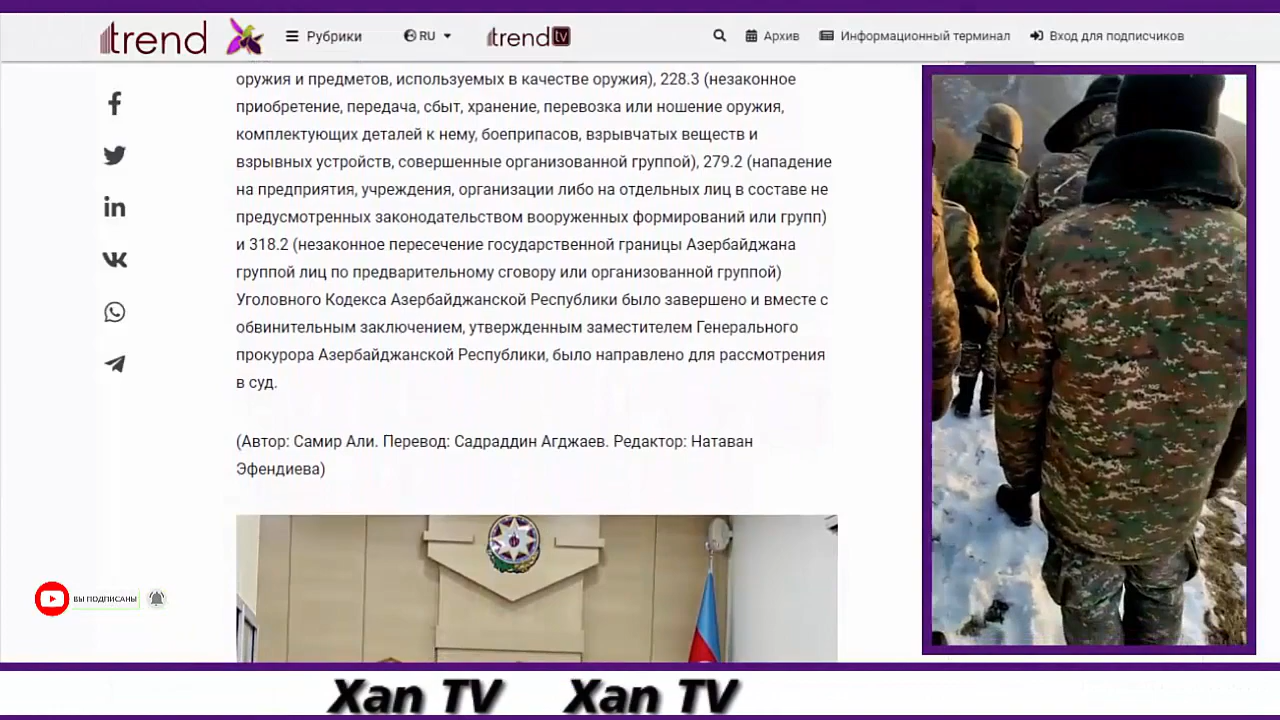 trend
Рубрики
RU
trend tv
Архив
Информационный терминал
Вход для подписчиков
оружия и предметов, используемых в качестве оружия), 228.3 (незаконное
приобретение, передача, сбыт, хранение, перевозка или ношение оружия,
комплектующих деталей к нему, боеприпасов, взрывчатых веществ и
взрывных устройств, совершенные организованной группой), 279.2 (нападение
на предприятия, учреждения, организации либо на отдельных лиц в составе не
предусмотренных законодательством вооруженных формирований или групп)
и 318.2 (незаконное пересечение государственной границы Азербайджана
группой лиц по предварительному сговору или организованной группой)
Уголовного Кодекса Азербайджанской Республики было завершено и вместе с
обвинительным заключением, утвержденным заместителем Генерального
прокурора Азербайджанской Республики, было направлено для рассмотрения
в суд.
(Автор: Самир Али. Перевод: Садраддин Агджаев. Редактор: Натаван
Эфендиева)
ВЫ ПОДПИСАНЫ
Xan TV Xan TV